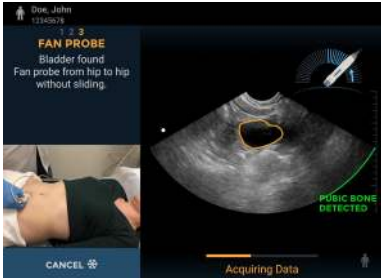 Doe, John
12345678
1 2 3
FAN PROBE
Bladder found
Fan probe from hip to hip
without sliding.
PUBIC BONE
DETECTED
CANCEL
Acquiring Data